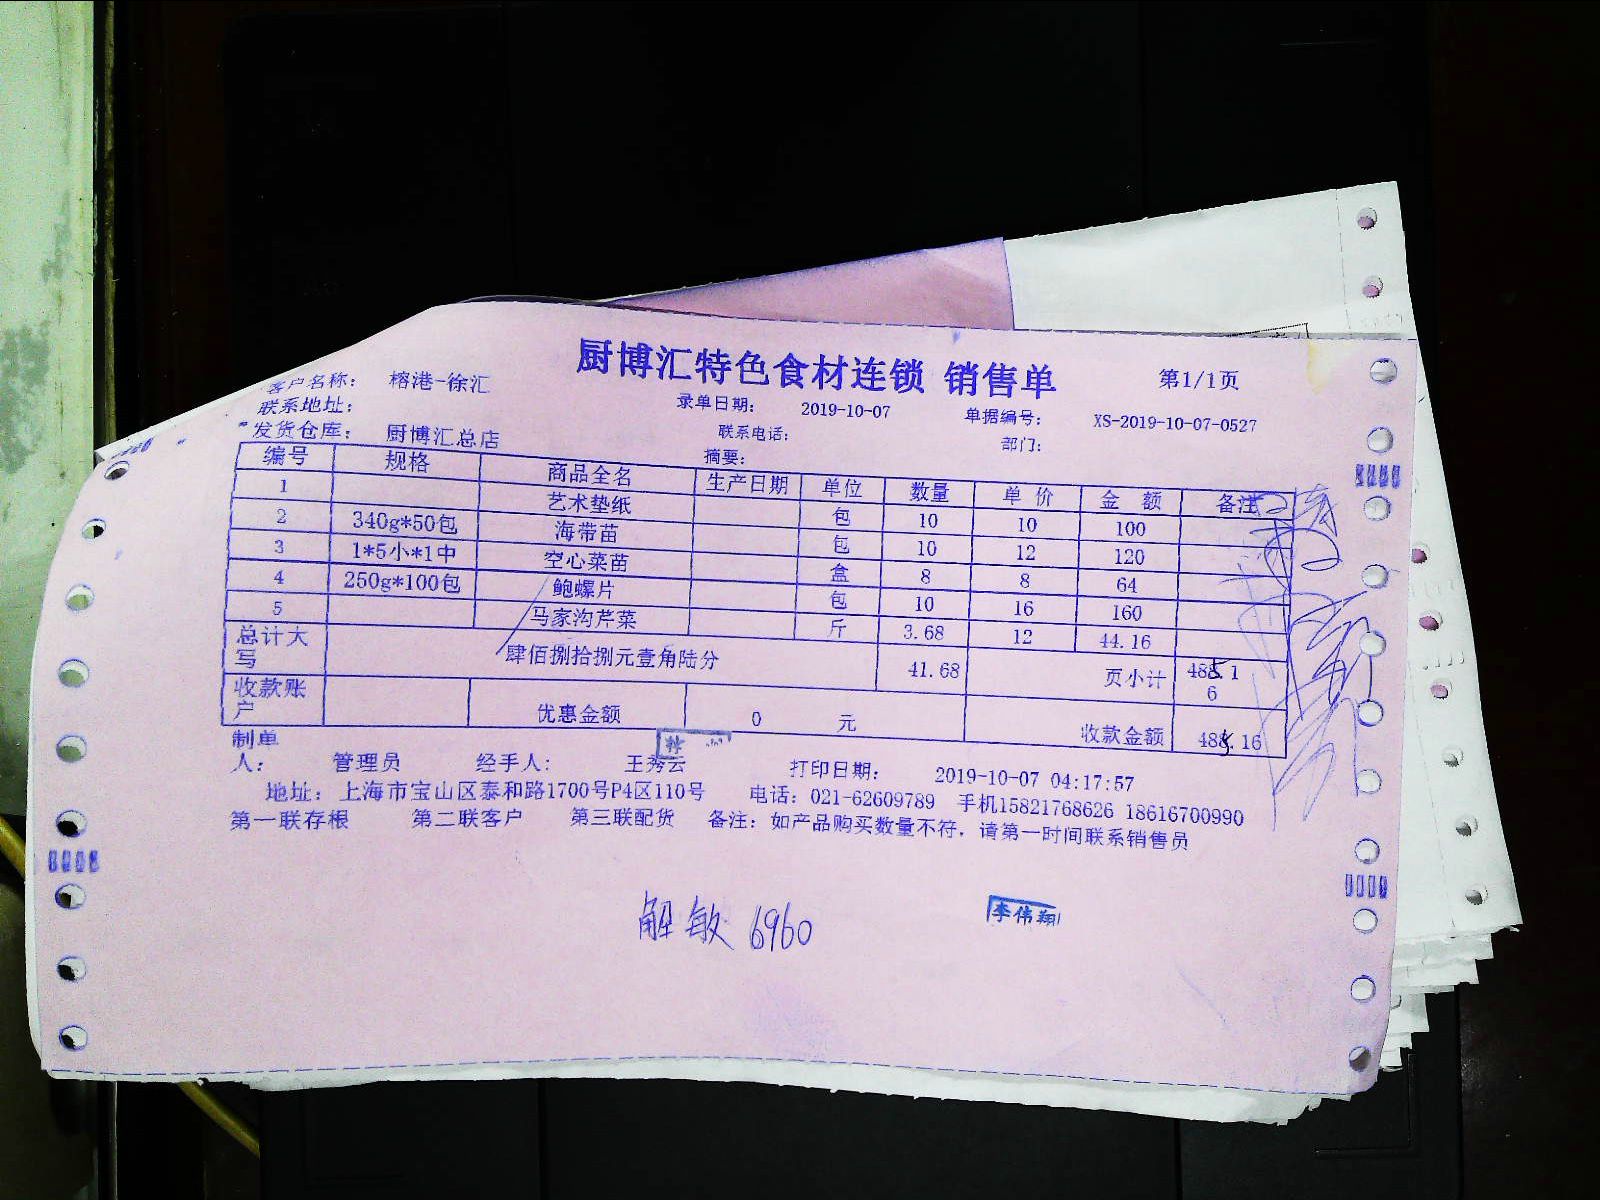 厨博汇特色食材连锁 销售单 第1/1页
客户名称： 榕港-徐汇 录单日期： 2019-10-07 单据编号： XS-2019-10-07-0527
联系地址： 联系电话： 部门：
发货仓库： 厨博汇总店 摘要：
编号 规格 商品全名 生产日期 单位 数量 单价 金额 备注
1 艺术垫纸 包 10 10 100
2 340g*50包 海带苗 包 10 12 120
3 1*5小*1中 空心菜苗 盒 8 8 64
4 250g*100包 鲍螺片 包 10 16 160
5 马家沟芹菜 斤 3.68 12 44.16
总计大写 肆佰捌拾捌元壹角陆分 41.68 页小计 488.16
收款账户 优惠金额 0 元 收款金额 488.16
制单人： 管理员 经手人： 王秀云 打印日期： 2019-10-07 04:17:57
地址：上海市宝山区泰和路1700号P4区110号 电话：021-62609789 手机15821768626 18616700990
第一联存根 第二联客户 第三联配货 备注：如产品购买数量不符，请第一时间联系销售员
解敏 6960
李伟翔